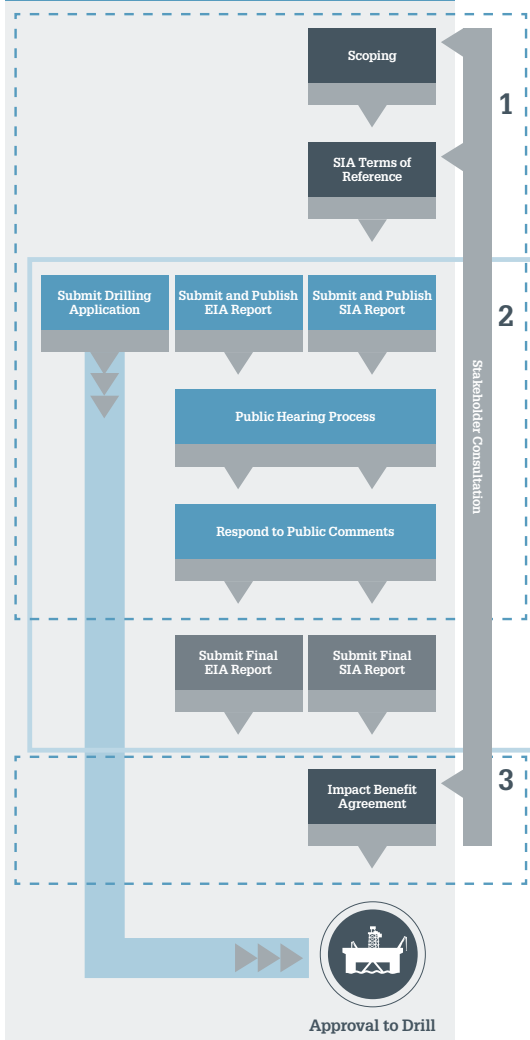 Scoping
1
SIA Terms of
Reference
Submit Drilling
Application
Submit and Publish
EIA Report
Submit and Publish
SIA Report
2
Stakeholder Consultation
Public Hearing Process
Respond to Public Comments
Submit Final
EIA Report
Submit Final
SIA Report
Impact Benefit
Agreement
3
Approval to Drill